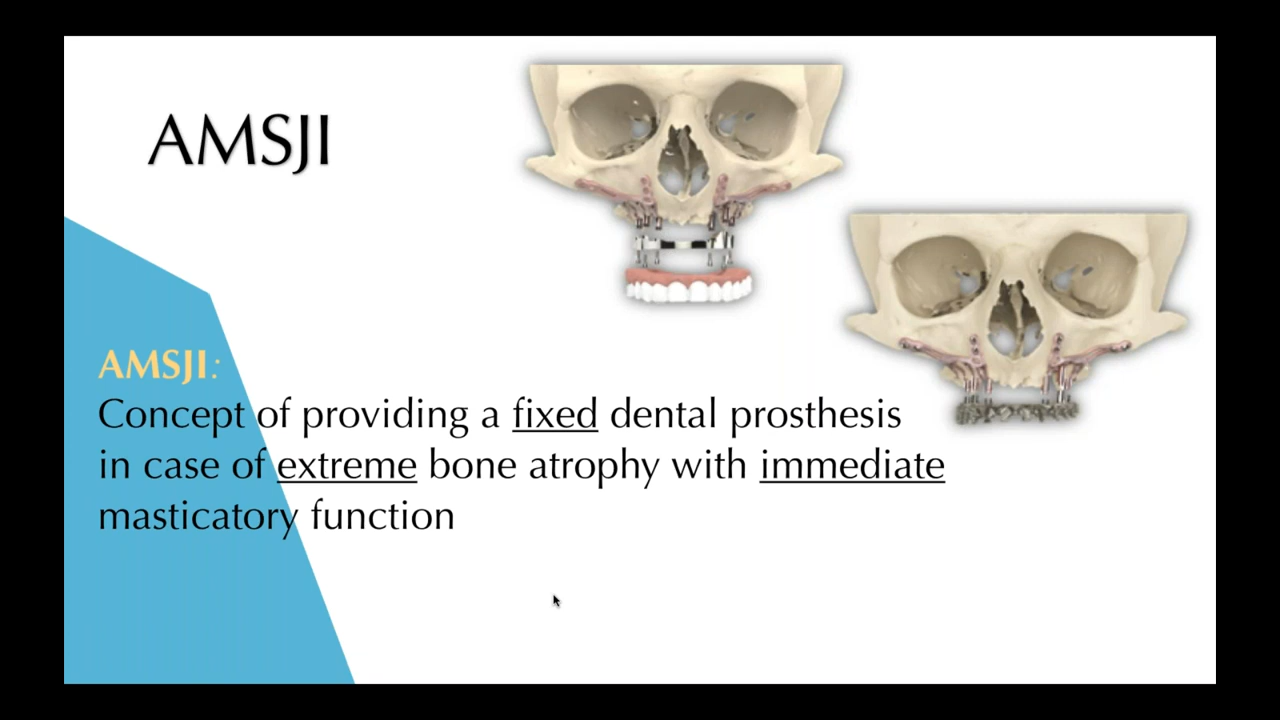 AMSJI
AMSJI:
Concept of providing a fixed dental prosthesis
in case of extreme bone atrophy with immediate
masticatory function